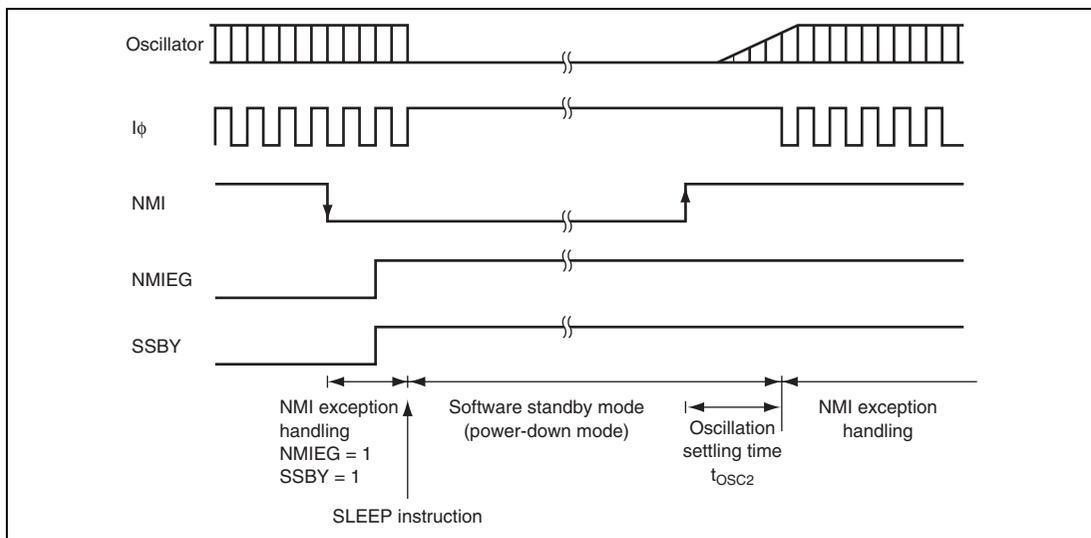 Oscillator
Iϕ
NMI
NMIEG
SSBY
NMI exception
handling
NMIEG = 1
SSBY = 1
Software standby mode
(power-down mode)
Oscillation
settling time
tOSC2
NMI exception
handling
SLEEP instruction